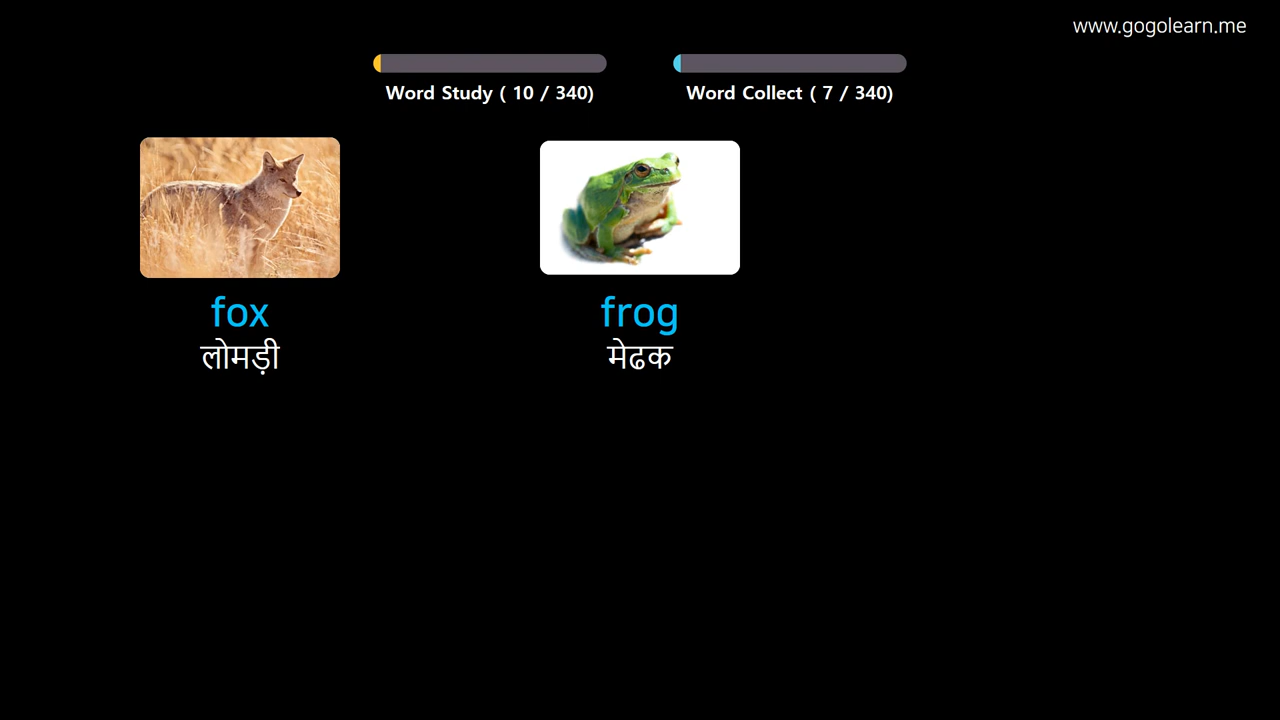 www.gogolearn.me
Word Study ( 10 / 340)
Word Collect ( 7 / 340)
fox
लोमड़ी
frog
मेढक